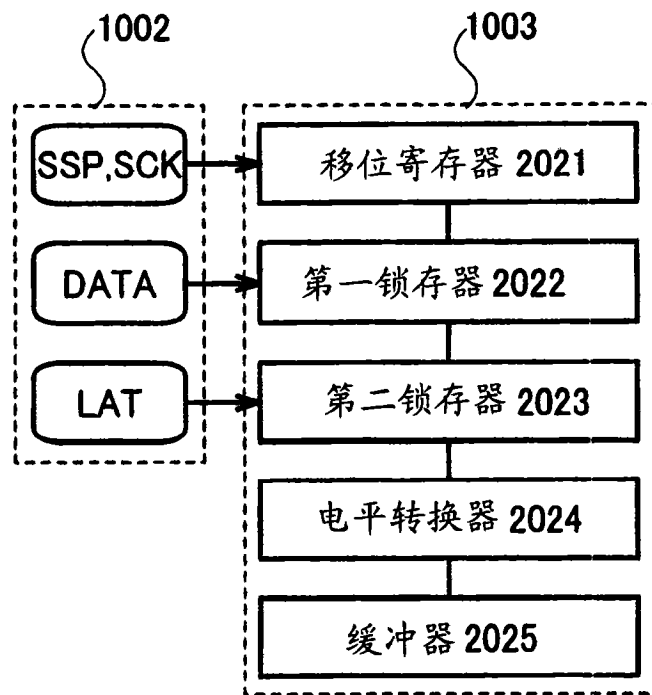 1002
1003
SSP,SCK
移位寄存器 2021
DATA
第一锁存器 2022
LAT
第二锁存器 2023
电平转换器 2024
缓冲器 2025